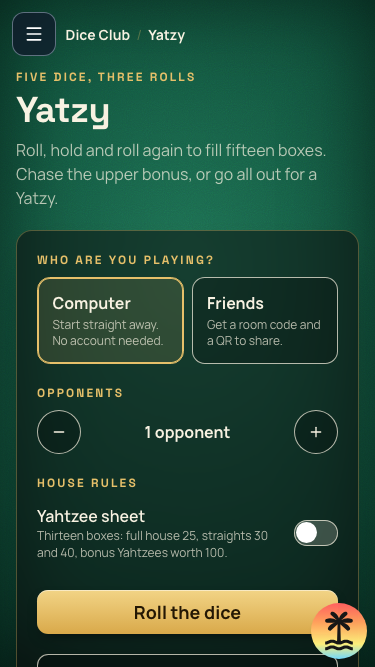 Dice Club / Yatzy
FIVE DICE, THREE ROLLS
Yatzy
Roll, hold and roll again to fill fifteen boxes.
Chase the upper bonus, or go all out for a
Yatzy.
WHO ARE YOU PLAYING?
Computer
Start straight away.
No account needed.
Friends
Get a room code and
a QR to share.
OPPONENTS
− 1 opponent +
HOUSE RULES
Yahtzee sheet
Thirteen boxes: full house 25, straights 30
and 40, bonus Yahtzees worth 100.
Roll the dice